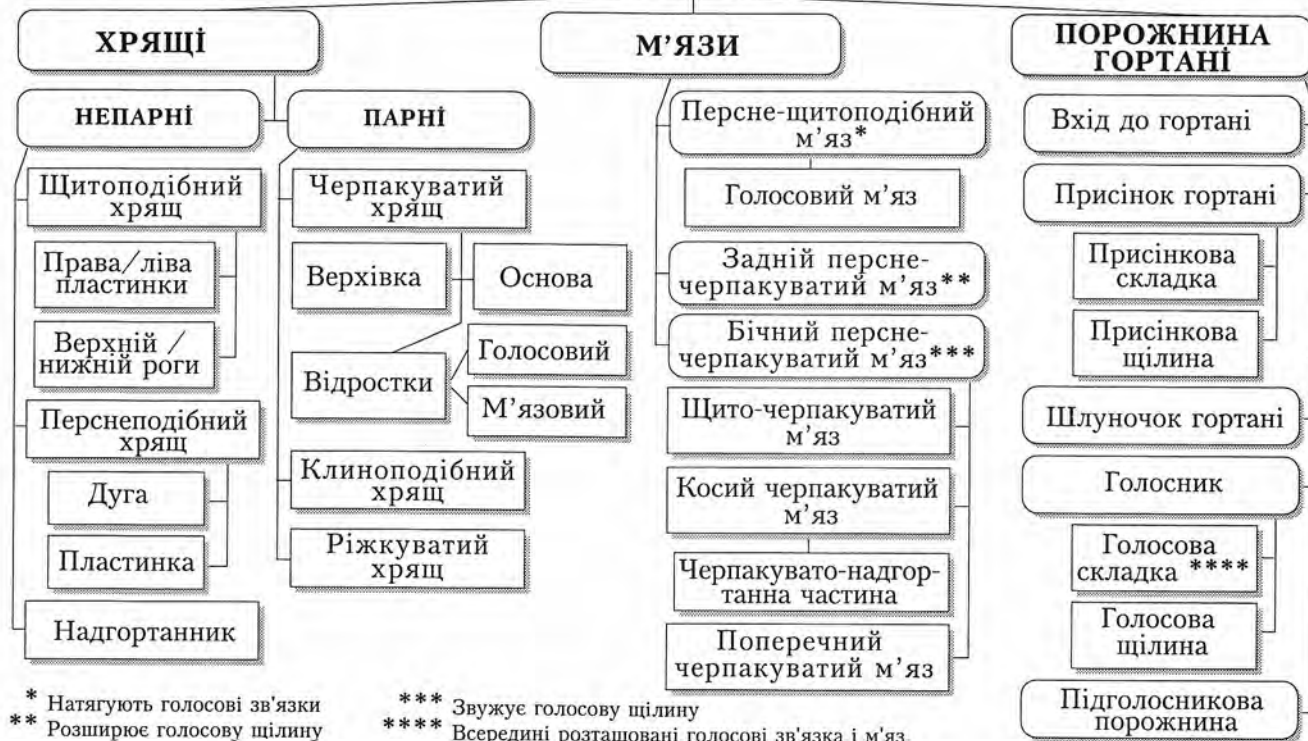 ХРЯЩІ
НЕПАРНІ
Щитоподібний
хрящ
Права/ліва
пластинки
Верхній /
нижній роги
Перснеподібний
хрящ
Дуга
Пластинка
Надгортанник
ПАРНІ
Черпакуватий
хрящ
Верхівка
Основа
Відростки
Голосовий
М’язовий
Клиноподібний
хрящ
Ріжкуватий
хрящ
М’ЯЗИ
Персне-щитоподібний
м’яз*
Голосовий м’яз
Задній персне-
черпакуватий м’яз**
Бічний персне-
черпакуватий м’яз***
Щито-черпакуватий
м’яз
Косий черпакуватий
м’яз
Черпакувато-надгор-
танна частина
Поперечний
черпакуватий м’яз
ПОРОЖНИНА
ГОРТАНІ
Вхід до гортані
Присінок гортані
Присінкова
складка
Присінкова
щілина
Шлуночок гортані
Голосник
Голосова
складка ****
Голосова
щілина
Підголосникова
порожнина
* Натягують голосові зв'язки
** Розширює голосову щілину
*** Звужує голосову щілину
**** Всередині розташовані голосові зв'язка і м'яз.